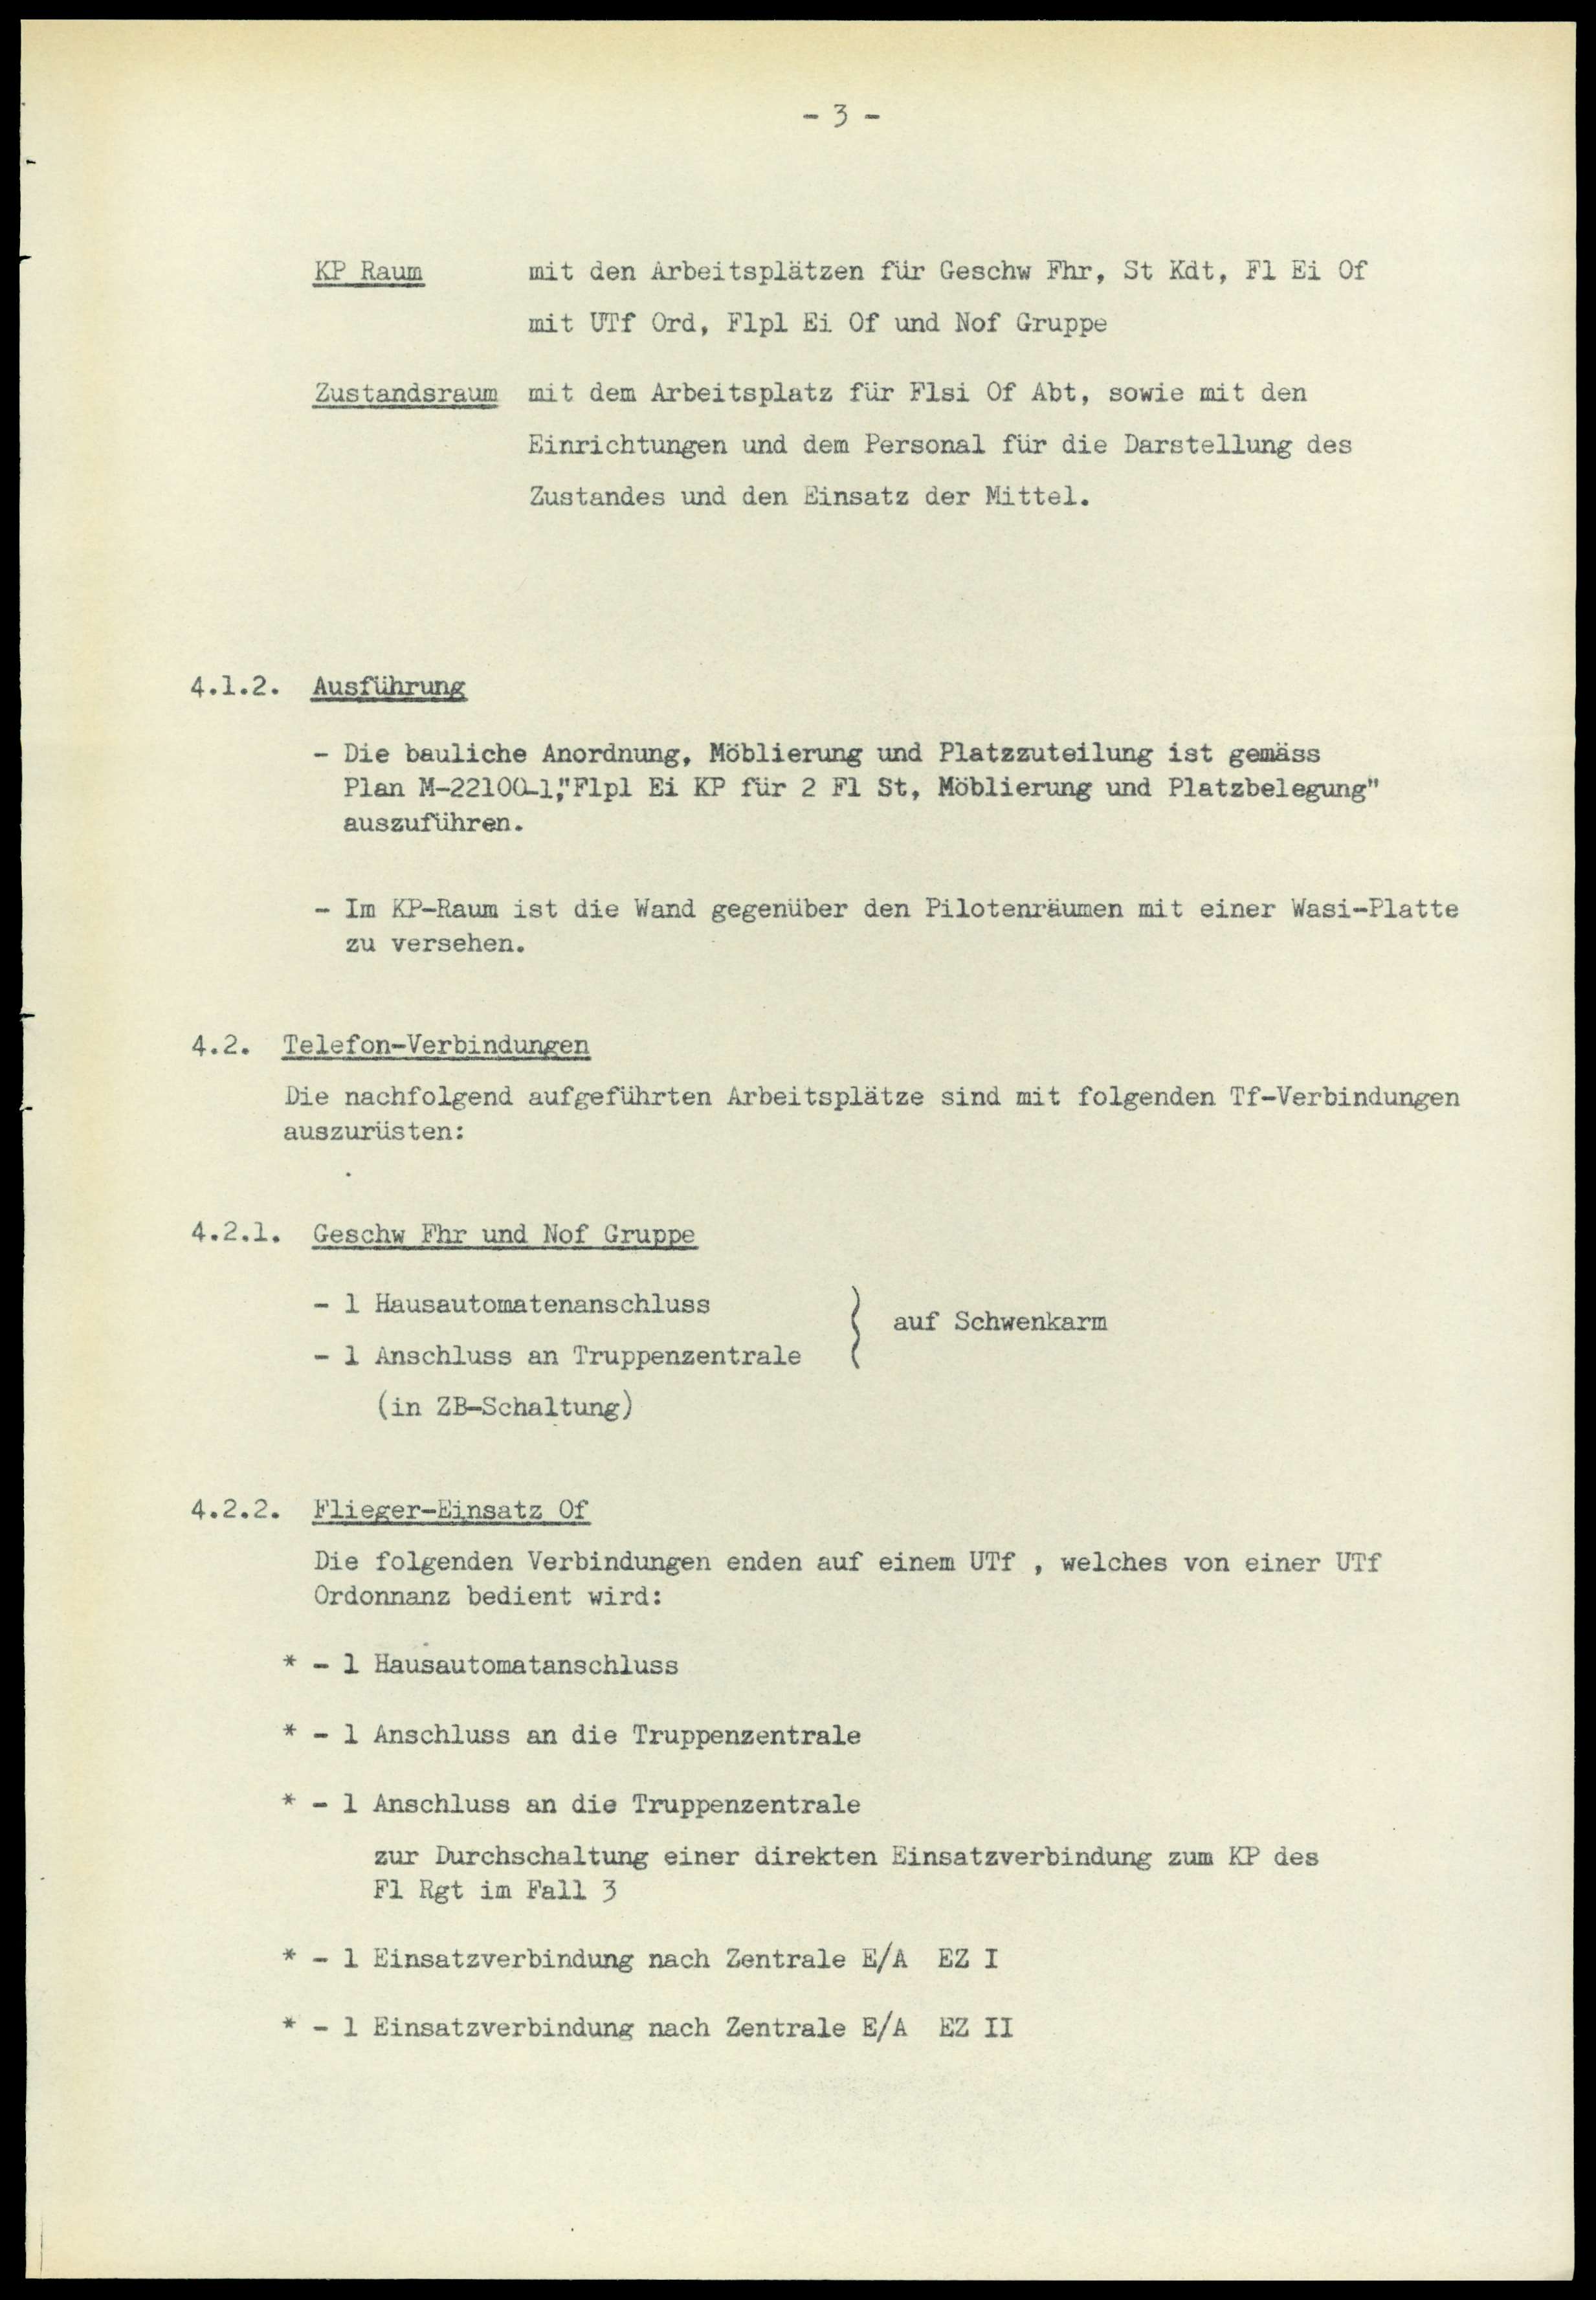 - 3 -
KP Raum mit den Arbeitsplätzen für Geschw Fhr, St Kdt, Fl Ei Of
mit UTf Ord, Flpl Ei Of und Nof Gruppe
Zustandsraum mit dem Arbeitsplatz für Flsi Of Abt, sowie mit den
Einrichtungen und dem Personal für die Darstellung des
Zustandes und den Einsatz der Mittel.
4.1.2. Ausführung
- Die bauliche Anordnung, Möblierung und Platzzuteilung ist gemäss
Plan M-22100-1,"Flpl Ei KP für 2 Fl St, Möblierung und Platzbelegung"
auszuführen.
- Im KP-Raum ist die Wand gegenüber den Pilotenräumen mit einer Wasi-Platte
zu versehen.
4.2. Telefon-Verbindungen
Die nachfolgend aufgeführten Arbeitsplätze sind mit folgenden Tf-Verbindungen
auszurüsten:
4.2.1. Geschw Fhr und Nof Gruppe
- 1 Hausautomatenanschluss
auf Schwenkarm
- 1 Anschluss an Truppenzentrale
(in ZB-Schaltung)
4.2.2. Flieger-Einsatz Of
Die folgenden Verbindungen enden auf einem UTf , welches von einer UTf
Ordonnanz bedient wird:
* - 1 Hausautomatanschluss
* - 1 Anschluss an die Truppenzentrale
* - 1 Anschluss an die Truppenzentrale
zur Durchschaltung einer direkten Einsatzverbindung zum KP des
Fl Rgt im Fall 3
* - 1 Einsatzverbindung nach Zentrale E/A EZ I
* - 1 Einsatzverbindung nach Zentrale E/A EZ II